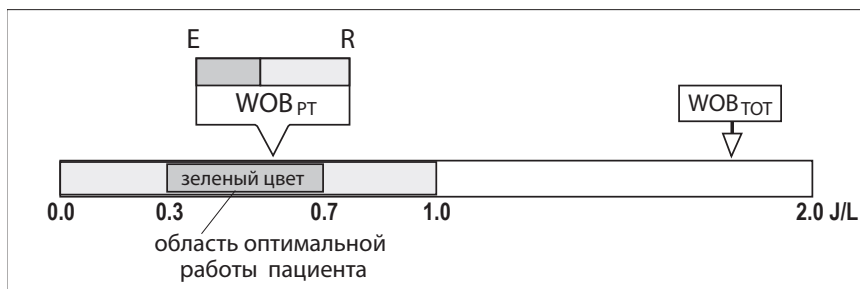 E R
WOB PT
WOB TOT
зеленый цвет
0.0 0.3 0.7 1.0 2.0 J/L
область оптимальной
работы пациента